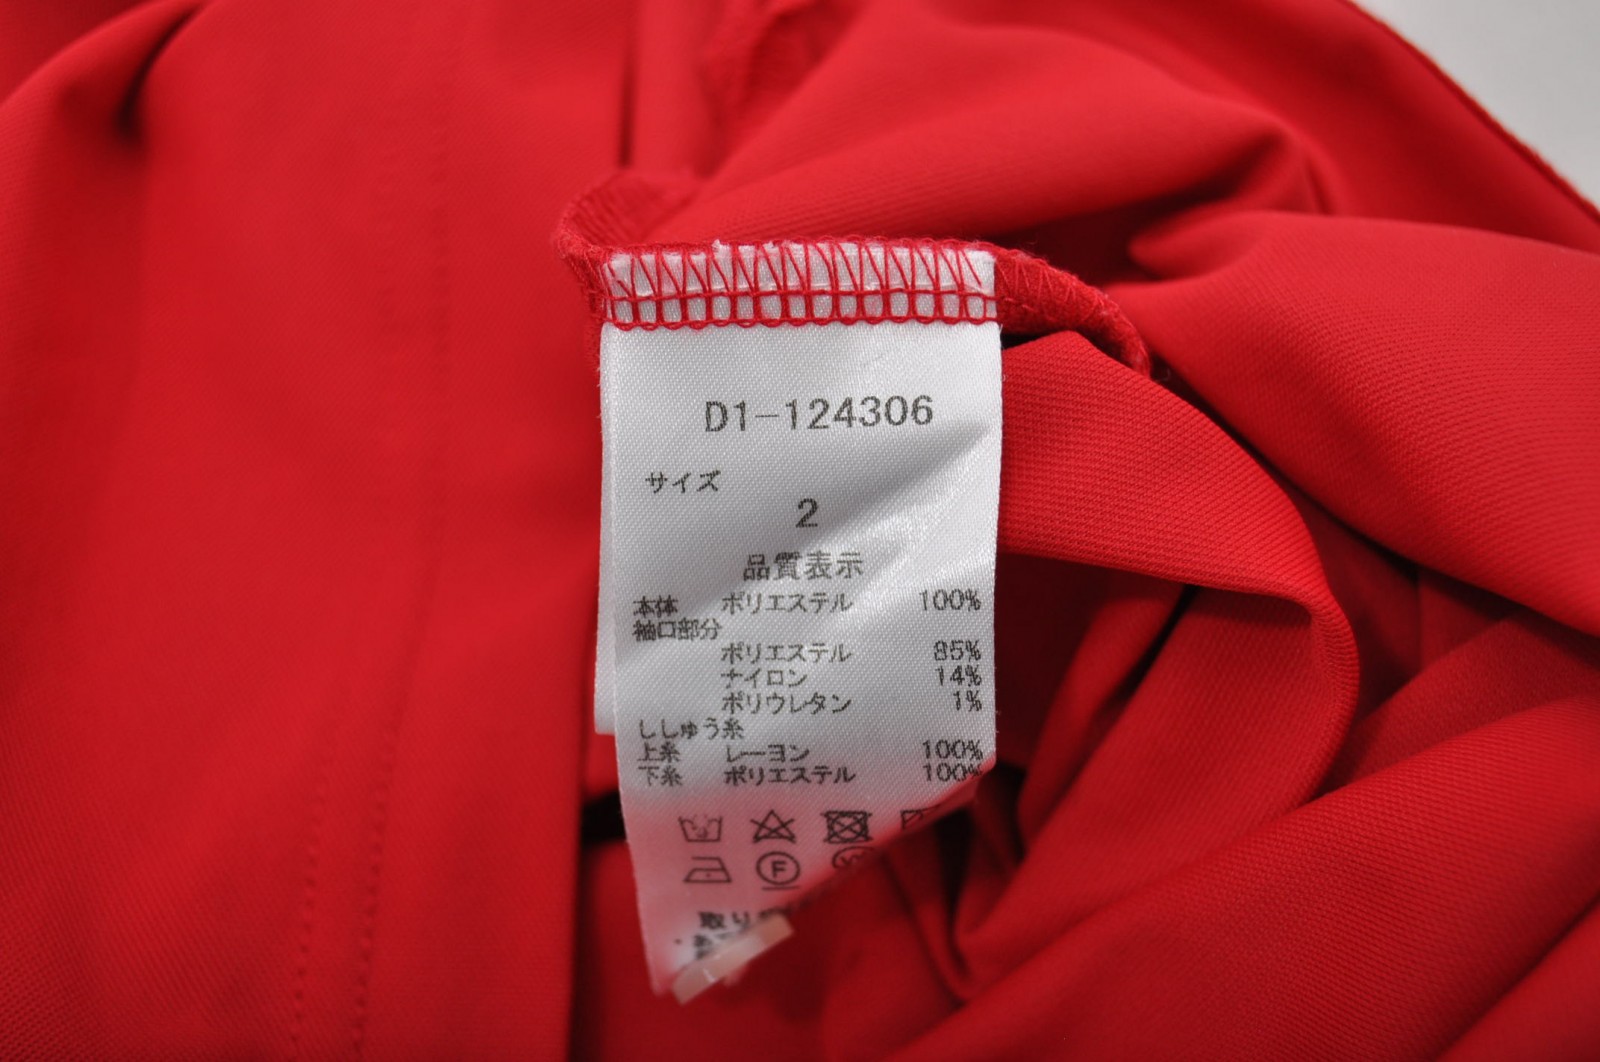 D1-124306
サイズ
2
品質表示
本体 ポリエステル 100%
袖口部分
ポリエステル 85%
ナイロン 14%
ポリウレタン 1%
ししゅう糸
上糸 レーヨン 100%
下糸 ポリエステル 100%
F
取り